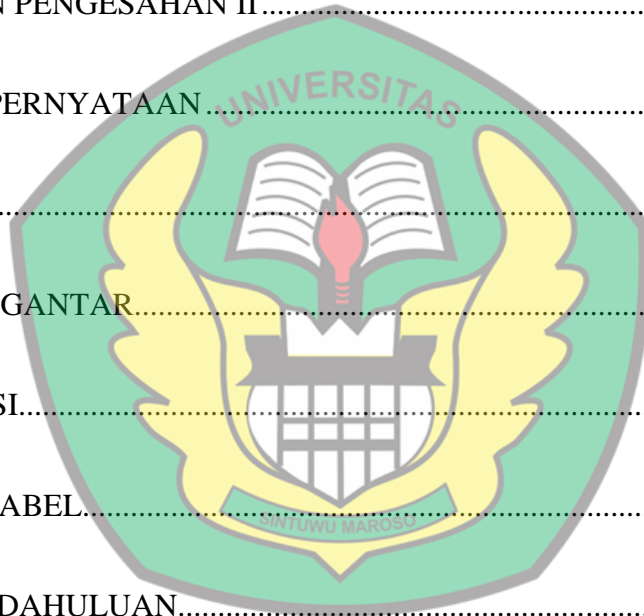 N PENGESAHAN II................................................................
PERNYATAAN................................................................
UNIVERSITAS
................................................................
GANTAR................................................................
SI................................................................
ABEL................................................................
SINTUWU MAROSO
DAHULUAN................................................................